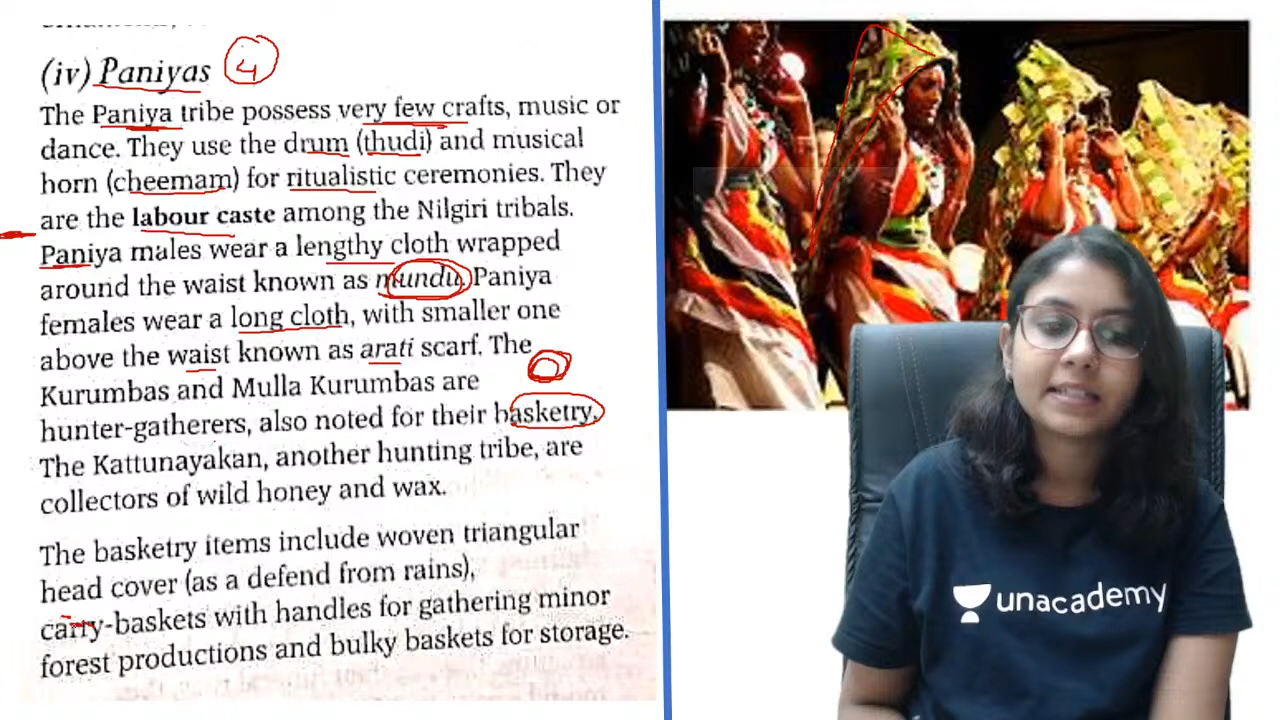 (iv) Paniyas 4
The Paniya tribe possess very few crafts, music or
dance. They use the drum (thudi) and musical
horn (cheemam) for ritualistic ceremonies. They
are the labour caste among the Nilgiri tribals.
Paniya males wear a lengthy cloth wrapped
around the waist known as mundu. Paniya
females wear a long cloth, with smaller one
above the waist known as arati scarf. The
Kurumbas and Mulla Kurumbas are
hunter-gatherers, also noted for their basketry.
The Kattunayakan, another hunting tribe, are
collectors of wild honey and wax.
The basketry items include woven triangular
head cover (as a defend from rains),
carry-baskets with handles for gathering minor
forest productions and bulky baskets for storage.
unacademy